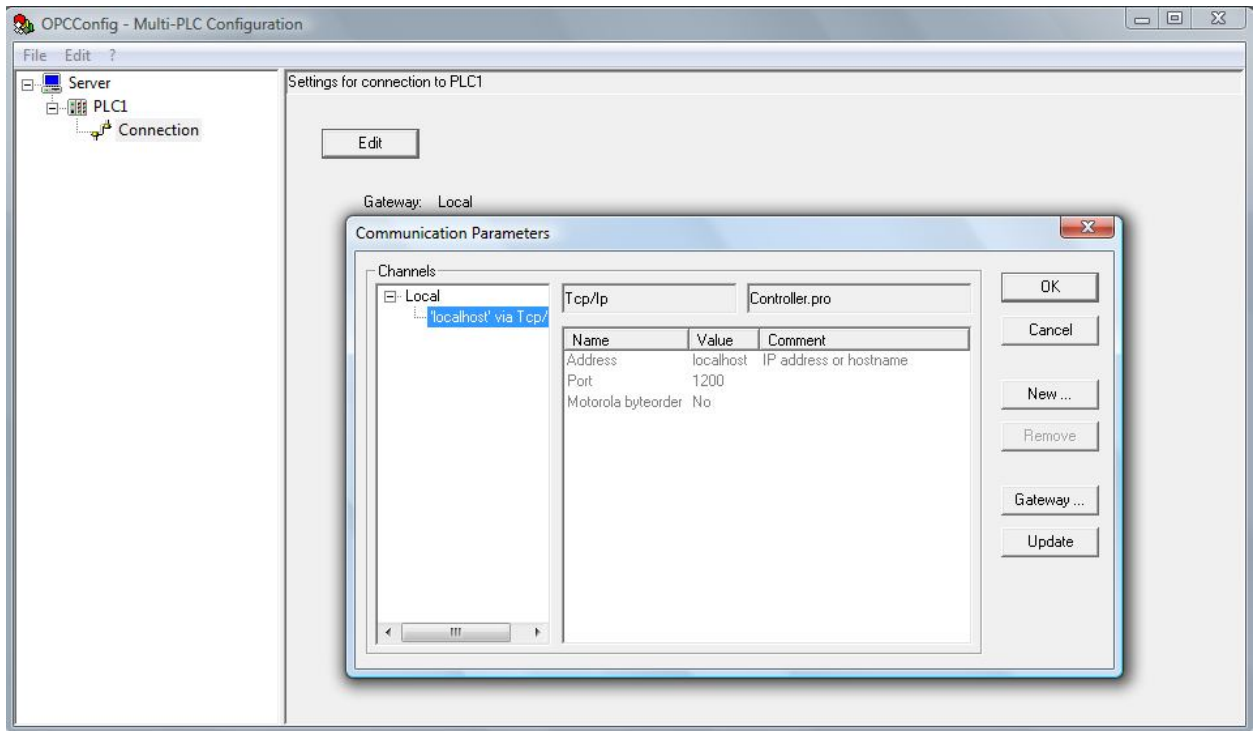 OPCConfig - Multi-PLC Configuration
File Edit ?
Server
PLC1
Connection
Settings for connection to PLC1
Edit
Gateway: Local
Communication Parameters
Channels
Local
'localhost' via Tcp/
Tcp/Ip Controller.pro
Name Value Comment
Address localhost IP address or hostname
Port 1200
Motorola byteorder No
OK
Cancel
New ...
Remove
Gateway ...
Update